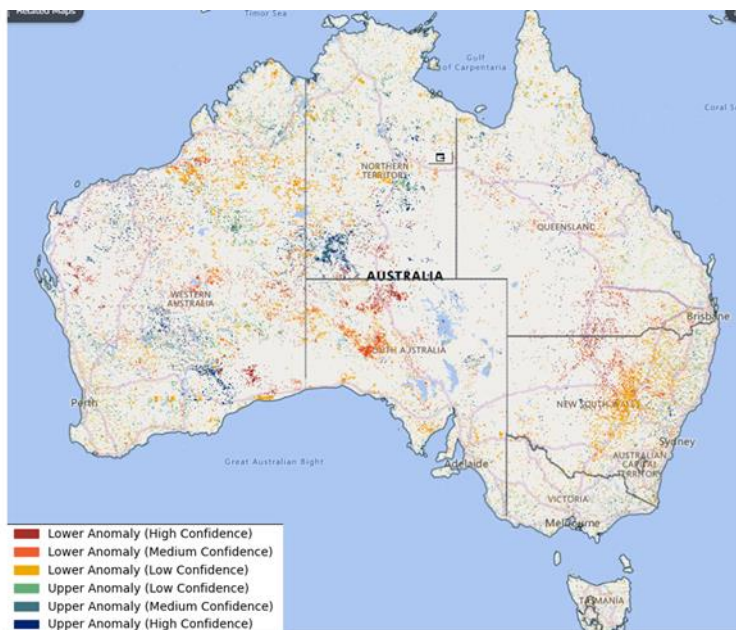 Related Maps
Timor Sea
Gulf
of Carpentaria
Coral S
NORTHERN
TERRITORY
QUEENSLAND
AUSTRALIA
WESTERN
AUSTRALIA
SOUTH AUSTRALIA
Brisbane
NEW SOUTH WALES
Perth
Sydney
Great Australian Bight
Adelaide
AUSTRALIAN
CAPITAL
TERRITORY
VICTORIA
Melbourne
TASMANIA
Lower Anomaly (High Confidence)
Lower Anomaly (Medium Confidence)
Lower Anomaly (Low Confidence)
Upper Anomaly (Low Confidence)
Upper Anomaly (Medium Confidence)
Upper Anomaly (High Confidence)